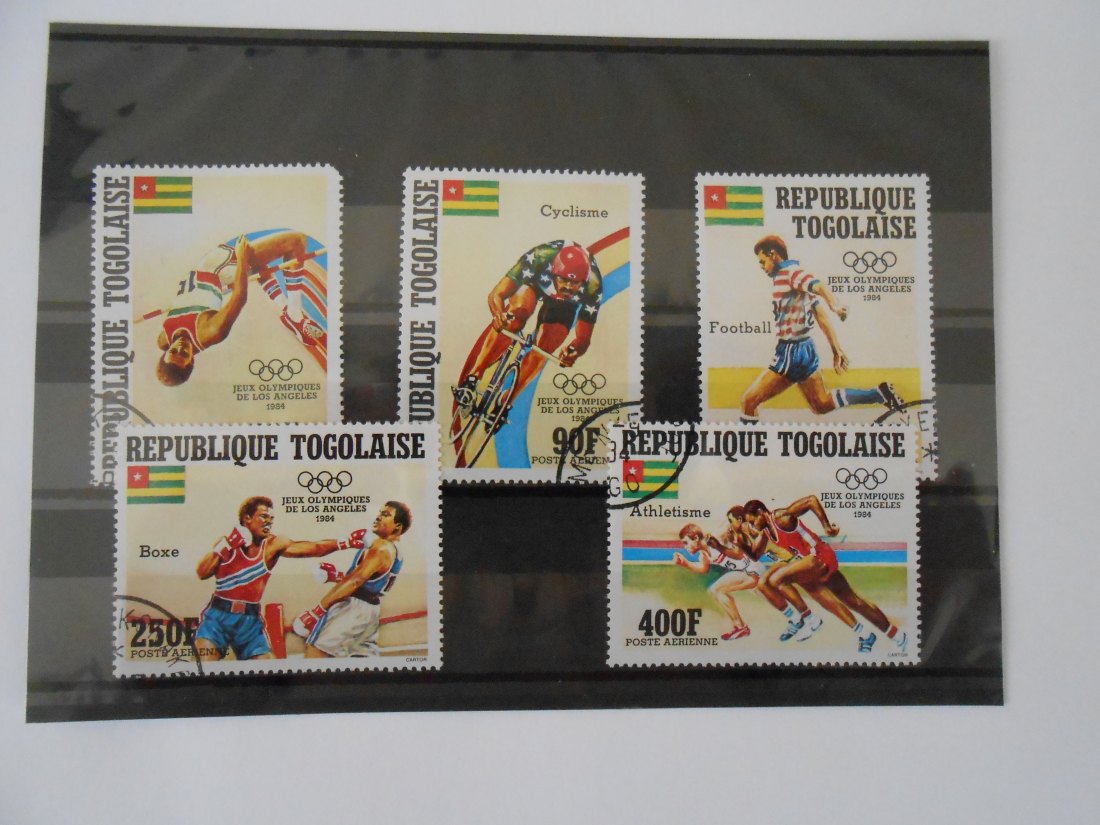 REPUBLIQUE TOGOLAISE
JEUX OLYMPIQUES
DE LOS ANGELES
1984
REPUBLIQUE TOGOLAISE
Cyclisme
JEUX OLYMPIQUES
DE LOS ANGELES
1984
90F
POSTE AERIENNE
REPUBLIQUE
TOGOLAISE
JEUX OLYMPIQUES
DE LOS ANGELES
1984
Football
REPUBLIQUE TOGOLAISE
JEUX OLYMPIQUES
DE LOS ANGELES
1984
Boxe
250F
POSTE AERIENNE
CARTOR
REPUBLIQUE TOGOLAISE
JEUX OLYMPIQUES
DE LOS ANGELES
1984
Athletisme
400F
POSTE AERIENNE
CARTOR